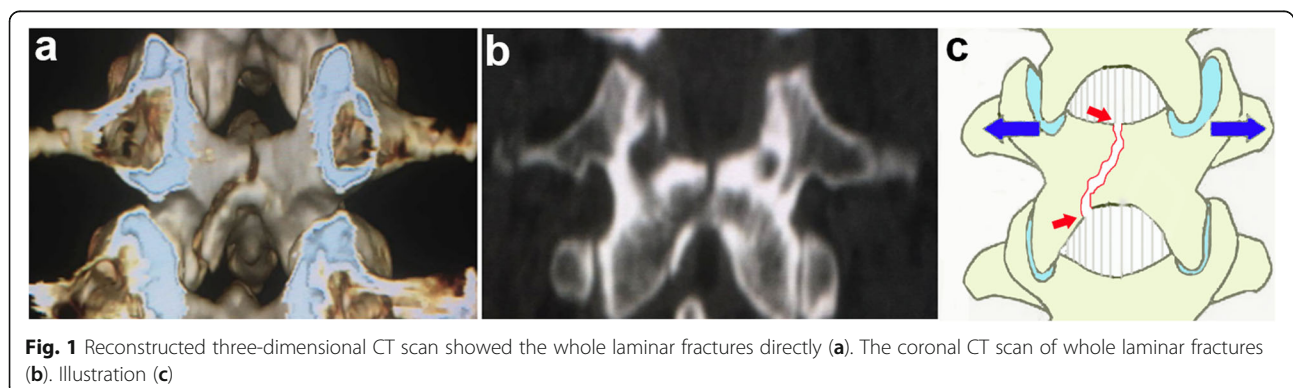 a
b
c
Fig. 1 Reconstructed three-dimensional CT scan showed the whole laminar fractures directly (a). The coronal CT scan of whole laminar fractures
(b). Illustration (c)